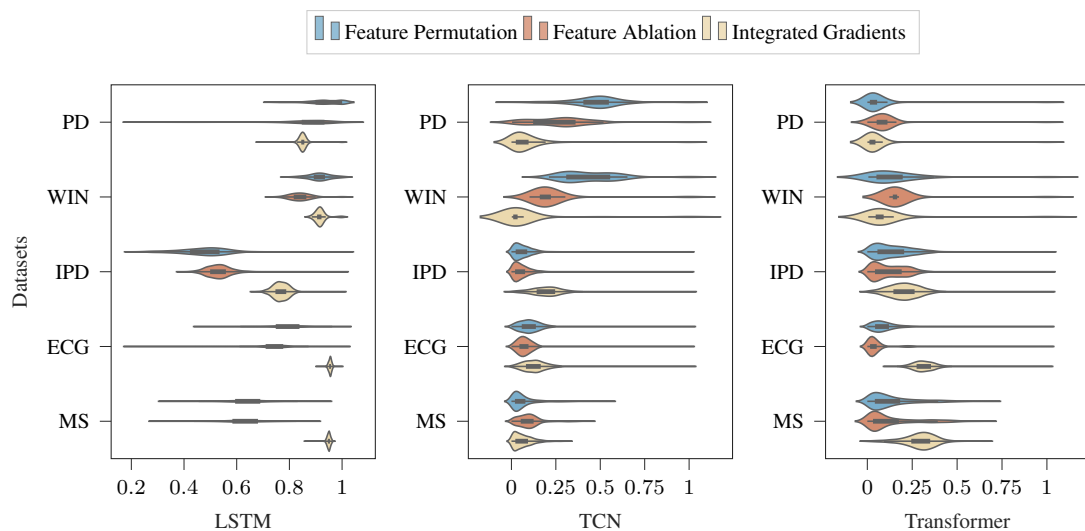 Feature Permutation Feature Ablation Integrated Gradients
Datasets
PD
WIN
IPD
ECG
MS
0.2 0.4 0.6 0.8 1
LSTM
PD
WIN
IPD
ECG
MS
0 0.25 0.5 0.75 1
TCN
PD
WIN
IPD
ECG
MS
0 0.25 0.5 0.75 1
Transformer